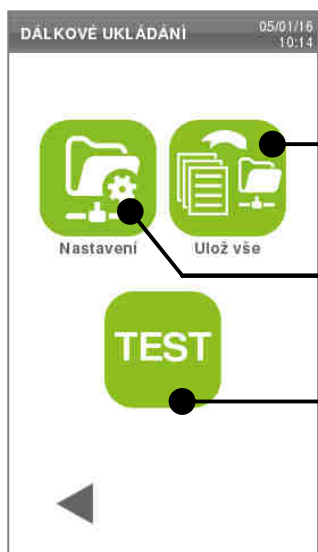 DÁLKOVÉ UKLÁDÁNÍ
05/01/16
10:14
Nastavení
Ulož vše
TEST